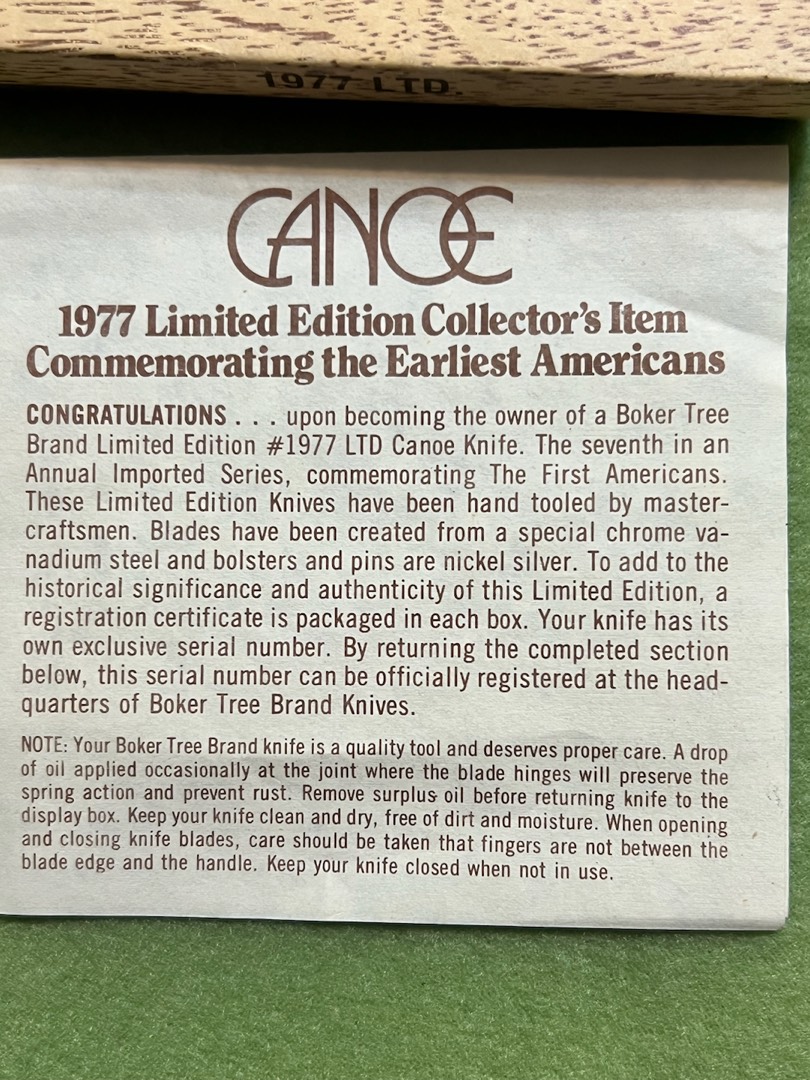 1977 LTD.
CANOE
1977 Limited Edition Collector's Item
Commemorating the Earliest Americans
CONGRATULATIONS . . . upon becoming the owner of a Boker Tree
Brand Limited Edition #1977 LTD Canoe Knife. The seventh in an
Annual Imported Series, commemorating The First Americans.
These Limited Edition Knives have been hand tooled by master-
craftsmen. Blades have been created from a special chrome va-
nadium steel and bolsters and pins are nickel silver. To add to the
historical significance and authenticity of this Limited Edition, a
registration certificate is packaged in each box. Your knife has its
own exclusive serial number. By returning the completed section
below, this serial number can be officially registered at the head-
quarters of Boker Tree Brand Knives.
NOTE: Your Boker Tree Brand knife is a quality tool and deserves proper care. A drop
of oil applied occasionally at the joint where the blade hinges will preserve the
spring action and prevent rust. Remove surplus oil before returning knife to the
display box. Keep your knife clean and dry, free of dirt and moisture. When opening
and closing knife blades, care should be taken that fingers are not between the
blade edge and the handle. Keep your knife closed when not in use.